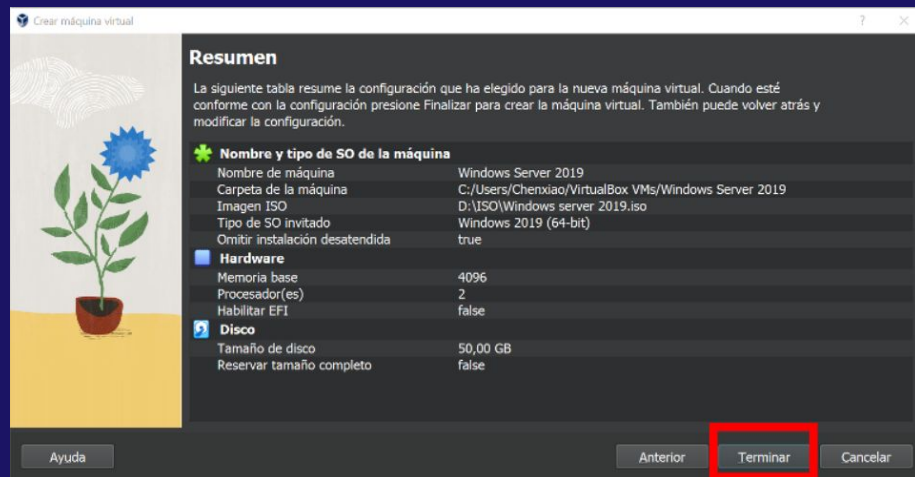 Crear máquina virtual
Resumen
La siguiente tabla resume la configuración que ha elegido para la nueva máquina virtual. Cuando esté
conforme con la configuración presione Finalizar para crear la máquina virtual. También puede volver atrás y
modificar la configuración.
Nombre y tipo de SO de la máquina
Nombre de máquina Windows Server 2019
Carpeta de la máquina C:/Users/Chenxiao/VirtualBox VMs/Windows Server 2019
Imagen ISO D:\ISO\Windows server 2019.iso
Tipo de SO invitado Windows 2019 (64-bit)
Omitir instalación desatendida true
Hardware
Memoria base 4096
Procesador(es) 2
Habilitar EFI false
Disco
Tamaño de disco 50,00 GB
Reservar tamaño completo false
Ayuda Anterior Terminar Cancelar